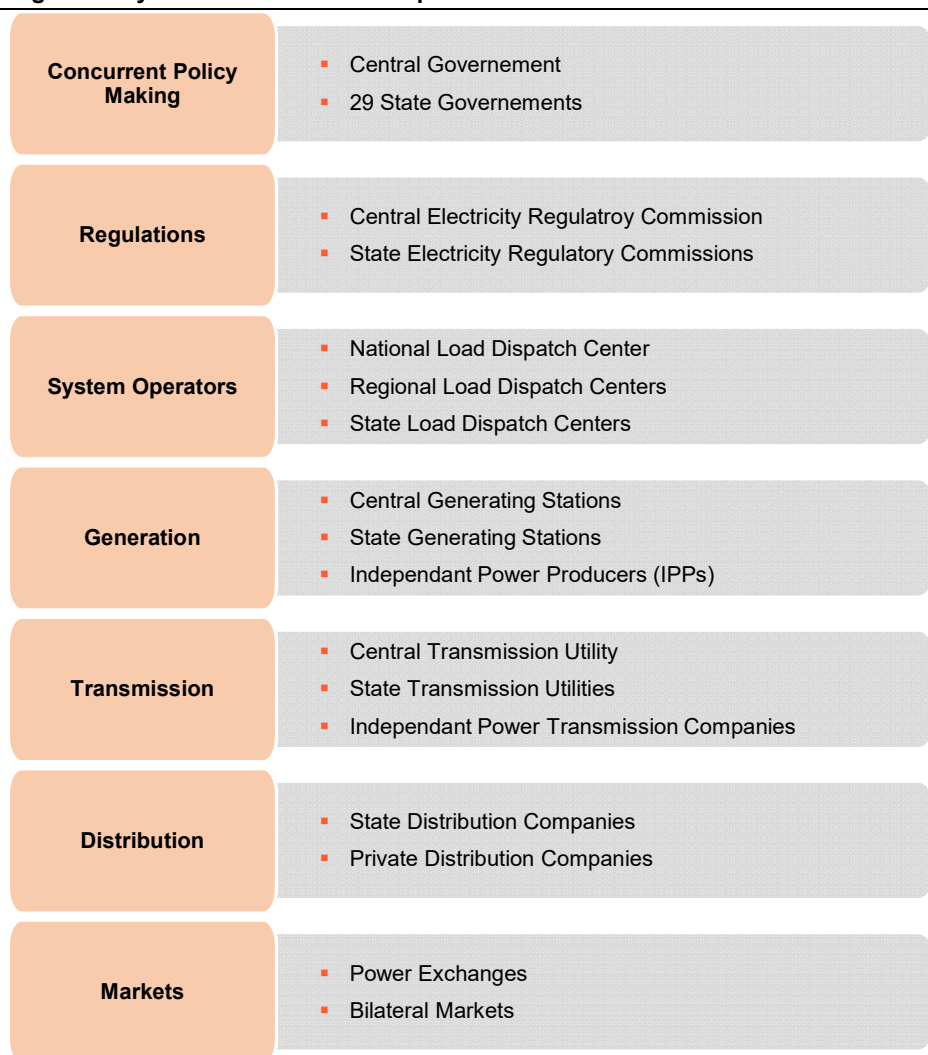 Concurrent Policy
Making
Central Governement
29 State Governements
Regulations
Central Electricity Regulatroy Commission
State Electricity Regulatory Commissions
System Operators
National Load Dispatch Center
Regional Load Dispatch Centers
State Load Dispatch Centers
Generation
Central Generating Stations
State Generating Stations
Independant Power Producers (IPPs)
Transmission
Central Transmission Utility
State Transmission Utilities
Independant Power Transmission Companies
Distribution
State Distribution Companies
Private Distribution Companies
Markets
Power Exchanges
Bilateral Markets